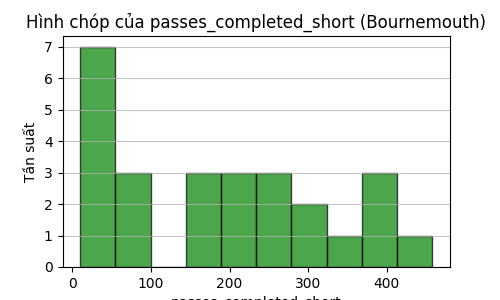 Hình chóp của passes_completed_short (Bournemouth)
7
6
5
4
3
2
1
0
Tần suất
0 100 200 300 400
passes_completed_short